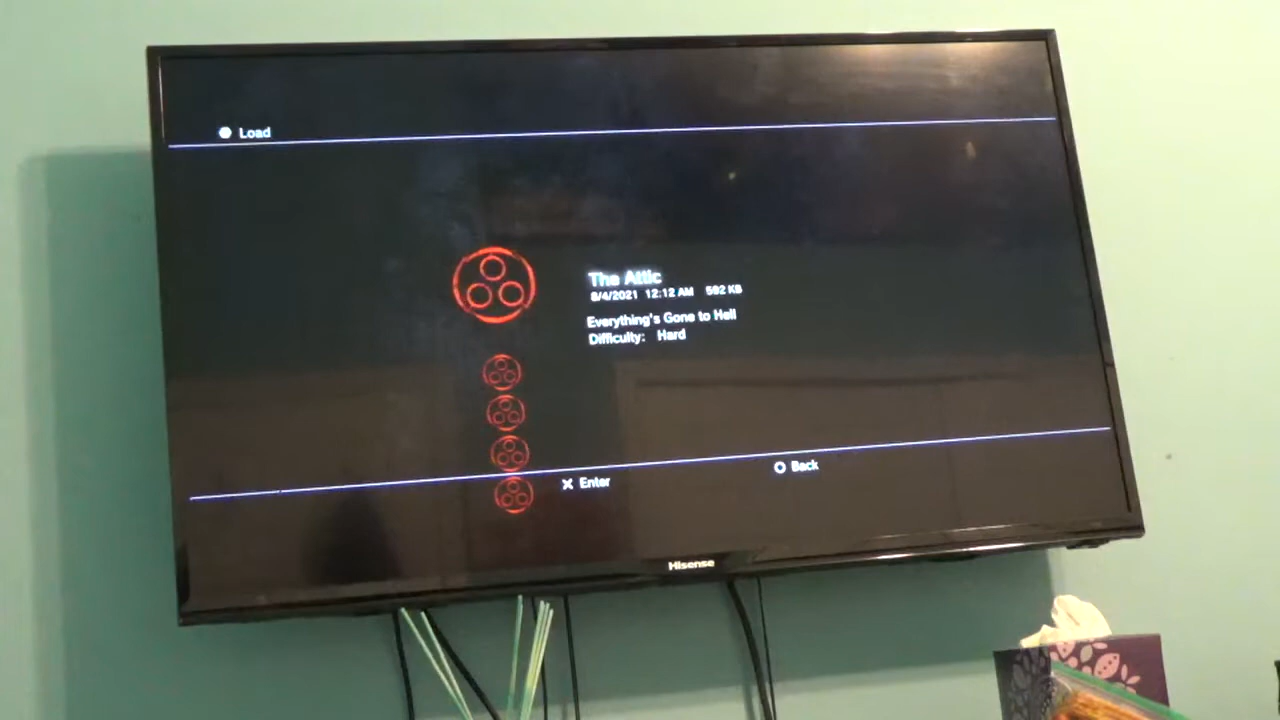 Load
The Attic
8/4/2021 12:12 AM 592 KB
Everything's Gone to Hell
Difficulty: Hard
Enter
Back
Hisense